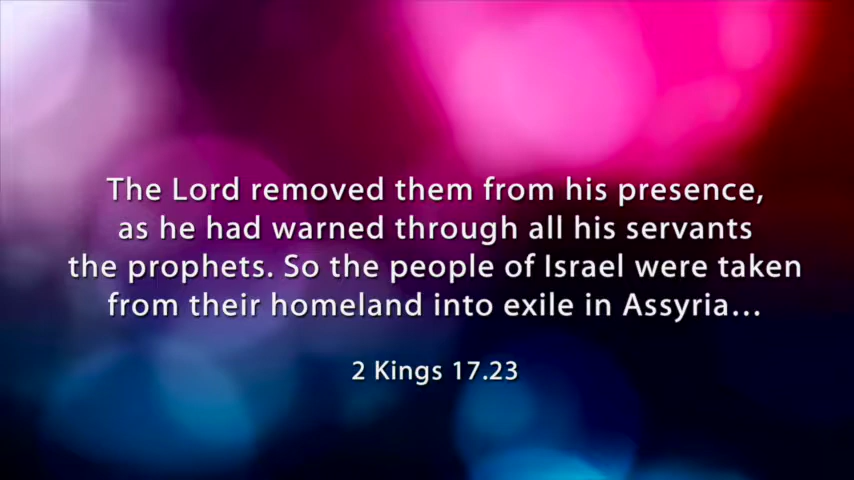 The Lord removed them from his presence,
as he had warned through all his servants
the prophets. So the people of Israel were taken
from their homeland into exile in Assyria...
2 Kings 17.23